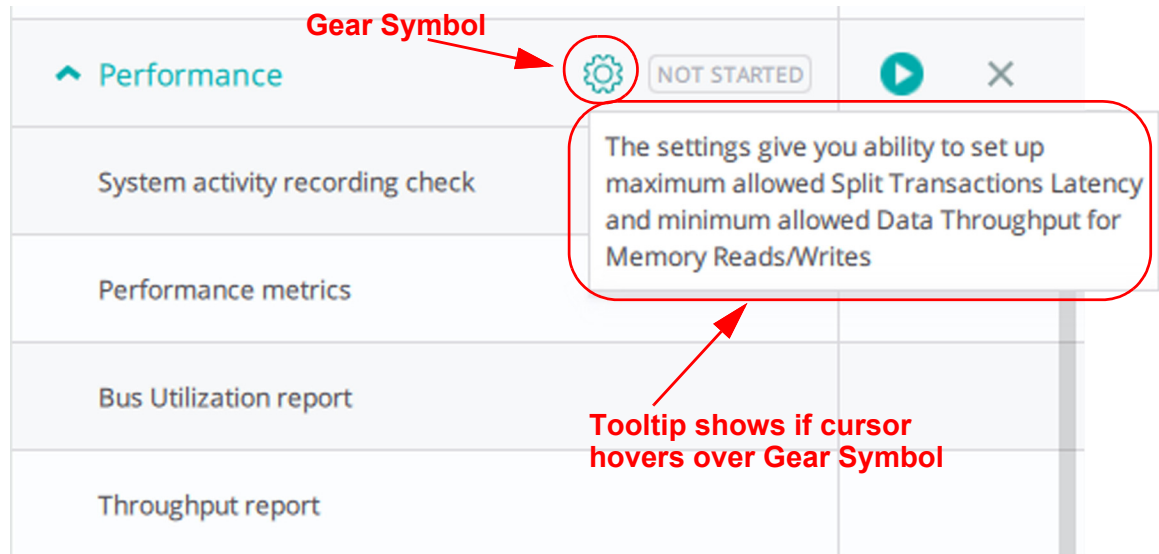 Gear Symbol
Performance
NOT STARTED
The settings give you ability to set up
maximum allowed Split Transactions Latency
and minimum allowed Data Throughput for
Memory Reads/Writes
System activity recording check
Performance metrics
Bus Utilization report
Tooltip shows if cursor
hovers over Gear Symbol
Throughput report